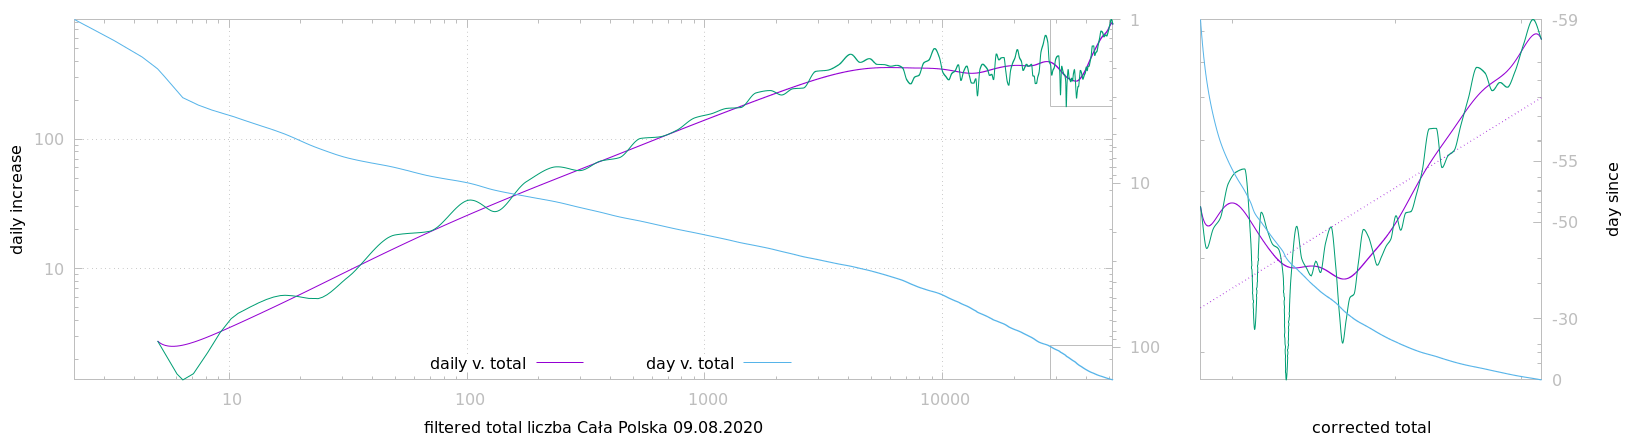 daily increase
100
10
10
100
1000
10000
1
10
100
daily v. total
day v. total
filtered total liczba Cała Polska 09.08.2020
-59
-55
-50
-30
0
day since
corrected total